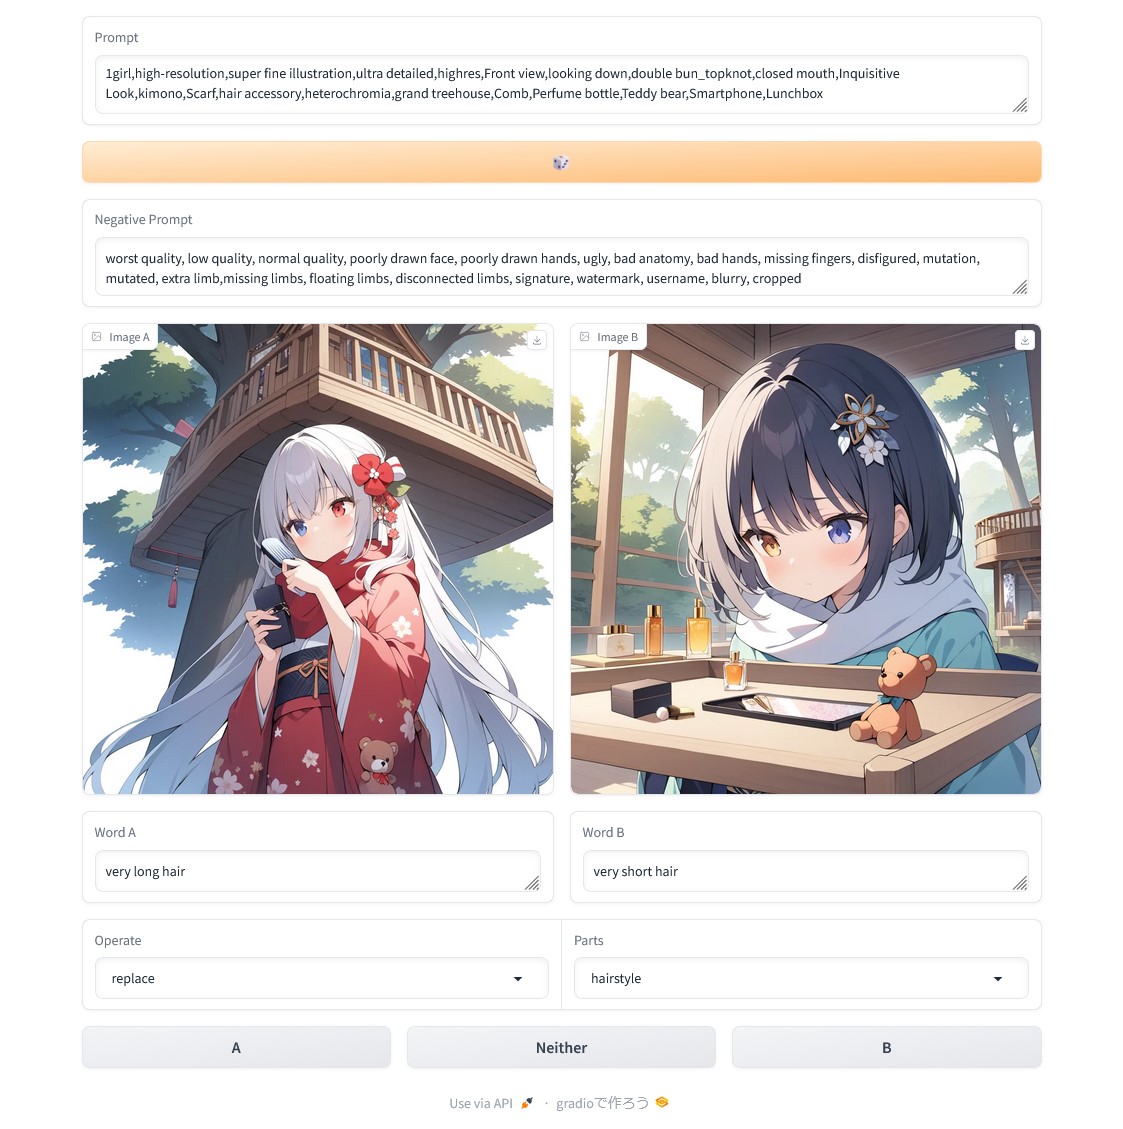 Prompt
1girl,high-resolution,super fine illustration,ultra detailed,highres,Front view,looking down,double bun_topknot,closed mouth,Inquisitive
Look,kimono,Scarf,hair accessory,heterochromia,grand treehouse,Comb,Perfume bottle,Teddy bear,Smartphone,Lunchbox
Negative Prompt
worst quality, low quality, normal quality, poorly drawn face, poorly drawn hands, ugly, bad anatomy, bad hands, missing fingers, disfigured, mutation,
mutated, extra limb,missing limbs, floating limbs, disconnected limbs, signature, watermark, username, blurry, cropped
Image A
Image B
Word A
very long hair
Word B
very short hair
Operate
replace
Parts
hairstyle
A
Neither
B
Use via API · gradioで作ろう